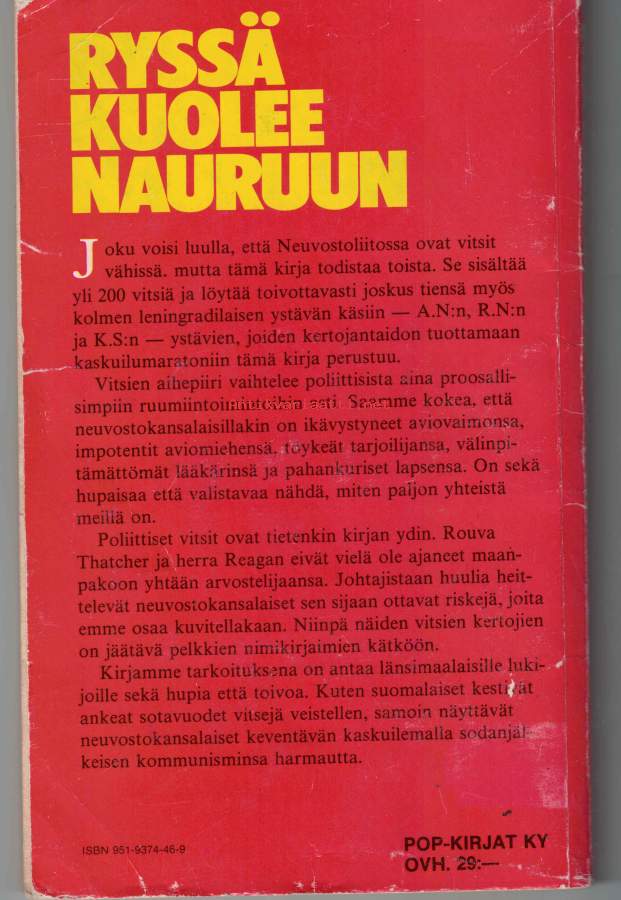 RYSSÄ
KUOLEE
NAURUUN
Joku voisi luulla, että Neuvostoliitossa ovat vitsit
vähissä. mutta tämä kirja todistaa toista. Se sisältää
yli 200 vitsiä ja löytää toivottavasti joskus tiensä myös
kolmen leningradilaisen ystävän käsiin — A.N:n, R.N:n
ja K.S:n — ystävien, joiden kertojantaidon tuottamaan
kaskuilumaratoniin tämä kirja perustuu.
Vitsien aihepiiri vaihtelee poliittisista aina proosalli-
simpiin ruumiintoimintoihin asti. Saamme kokea, että
neuvostokansalaisillakin on ikävystyneet aviovaimonsa,
impotentit aviomiehensä, töykeät tarjoilijansa, välinpi-
tämättömät lääkärinsä ja pahankuriset lapsensa. On sekä
hupaisaa että valistavaa nähdä, miten paljon yhteistä
meillä on.
Poliittiset vitsit ovat tietenkin kirjan ydin. Rouva
Thatcher ja herra Reagan eivät vielä ole ajaneet maan-
pakoon yhtään arvostelijaansa. Johtajistaan huulia heit-
televät neuvostokansalaiset sen sijaan ottavat riskejä, joita
emme osaa kuvitellakaan. Niinpä näiden vitsien kertojien
on jäätävä pelkkien nimikirjaimien kätköön.
Kirjamme tarkoituksena on antaa länsimaalaisille luki-
joille sekä hupia että toivoa. Kuten suomalaiset kestivät
ankeat sotavuodet vitsejä veistellen, samoin näyttävät
neuvostokansalaiset keventävän kaskuilemalla sodanjäl-
keisen kommunisminsa harmautta.
ISBN 951-9374-46-9
POP-KIRJAT KY
OVH. 29:—